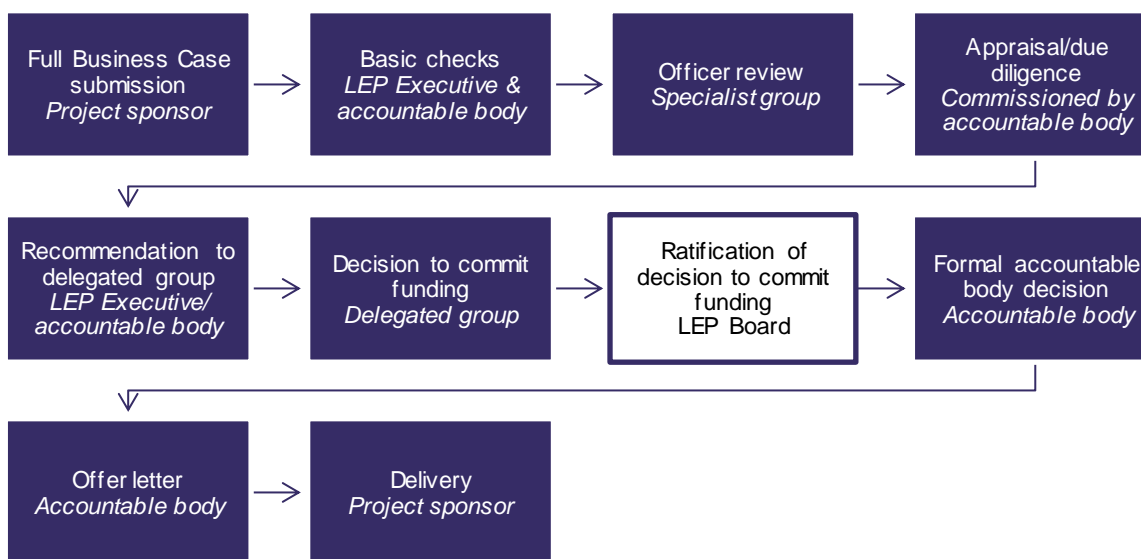 Full Business Case
submission
Project sponsor
Basic checks
LEP Executive &
accountable body
Officer review
Specialist group
Appraisal/due
diligence
Commissioned by
accountable body
Recommendation to
delegated group
LEP Executive/
accountable body
Decision to commit
funding
Delegated group
Ratification of
decision to commit
funding
LEP Board
Formal accountable
body decision
Accountable body
Offer letter
Accountable body
Delivery
Project sponsor